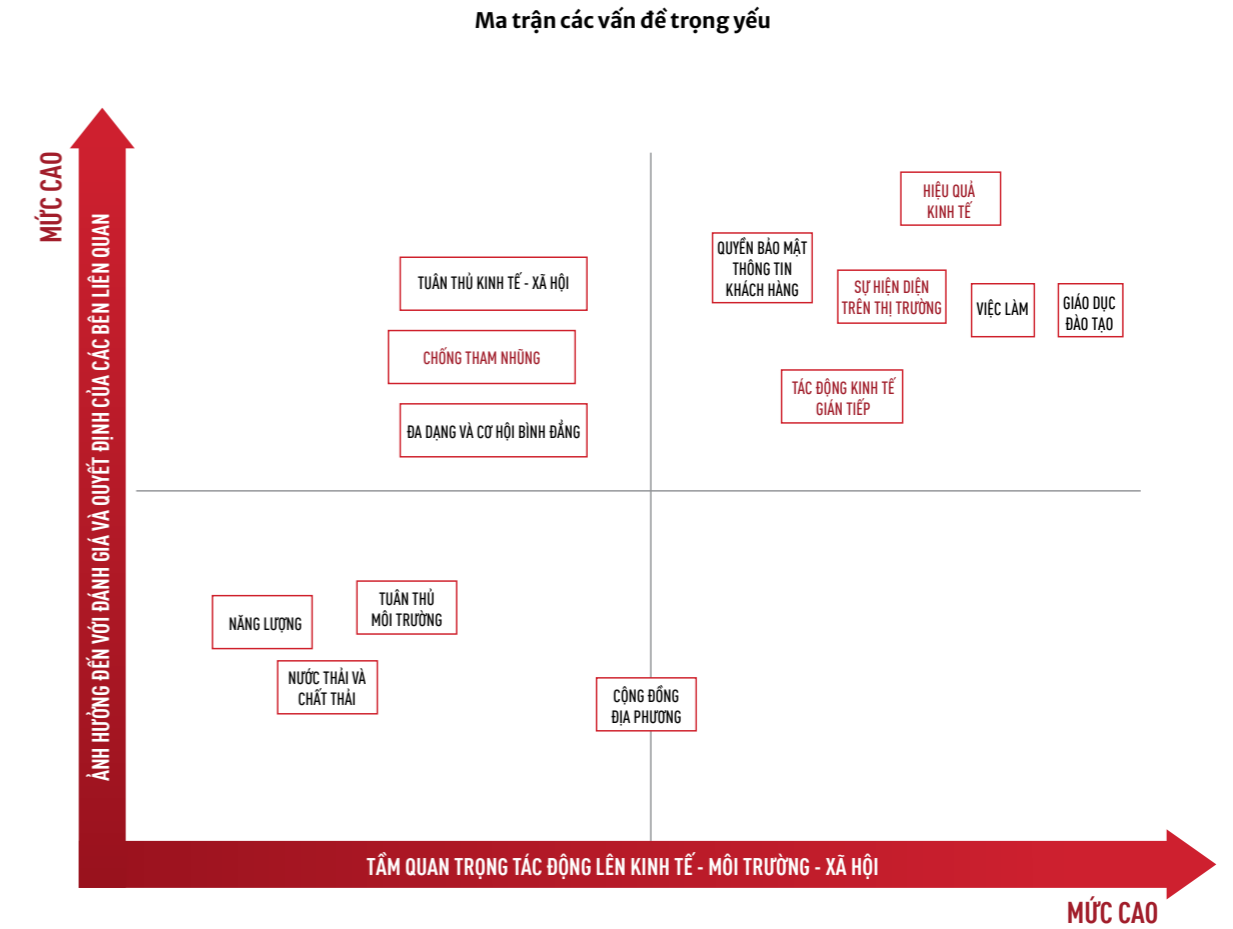 Ma trận các vấn đề trọng yếu
MỨC CAO
ẢNH HƯỞNG ĐẾN VỚI ĐÁNH GIÁ VÀ QUYẾT ĐỊNH CỦA CÁC BÊN LIÊN QUAN
HIỆU QUẢ
KINH TẾ
QUYỀN BẢO MẬT
THÔNG TIN
KHÁCH HÀNG
TUÂN THỦ KINH TẾ - XÃ HỘI
SỰ HIỆN DIỆN
TRÊN THỊ TRƯỜNG
VIỆC LÀM
GIÁO DỤC
ĐÀO TẠO
CHỐNG THAM NHŨNG
TÁC ĐỘNG KINH TẾ
GIÁN TIẾP
ĐA DẠNG VÀ CƠ HỘI BÌNH ĐẲNG
NĂNG LƯỢNG
TUÂN THỦ
MÔI TRƯỜNG
NƯỚC THẢI VÀ
CHẤT THẢI
CỘNG ĐỒNG
ĐỊA PHƯƠNG
TẦM QUAN TRỌNG TÁC ĐỘNG LÊN KINH TẾ - MÔI TRƯỜNG - XÃ HỘI
MỨC CAO